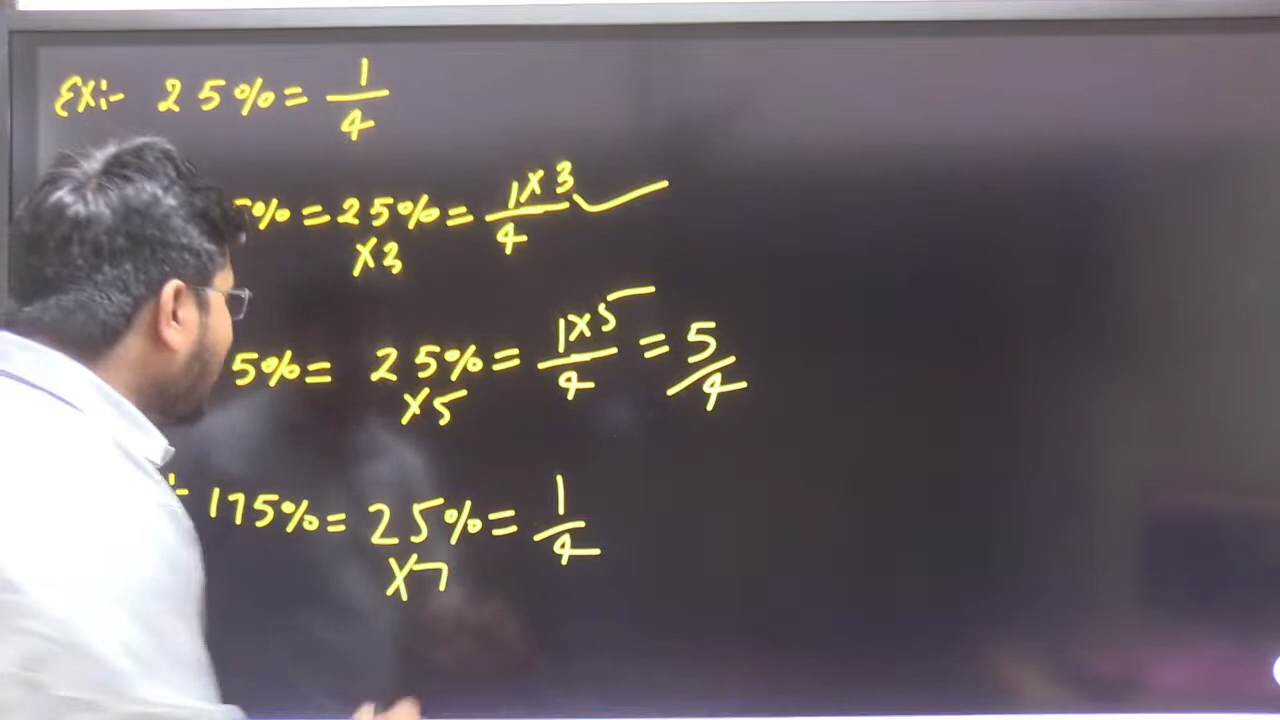 Ex:- 25% = 1/4
5% = 25% × 3 = 1×3/4
5% = 25% × 5 = 1×5/4 = 5/4
:- 175% = 25% × 7 = 1/4